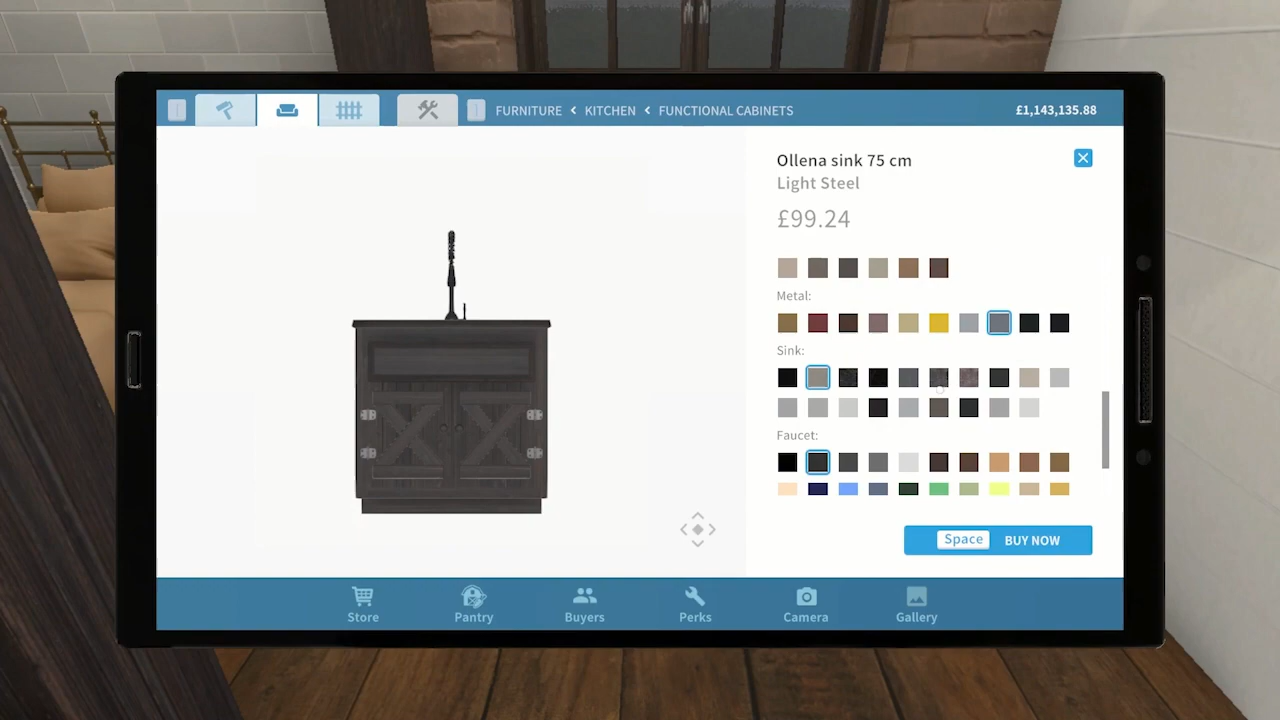 FURNITURE < KITCHEN < FUNCTIONAL CABINETS
£1,143,135.88
Ollena sink 75 cm
Light Steel
£99.24
Metal:
Sink:
Faucet:
Space BUY NOW
Store Pantry Buyers Perks Camera Gallery